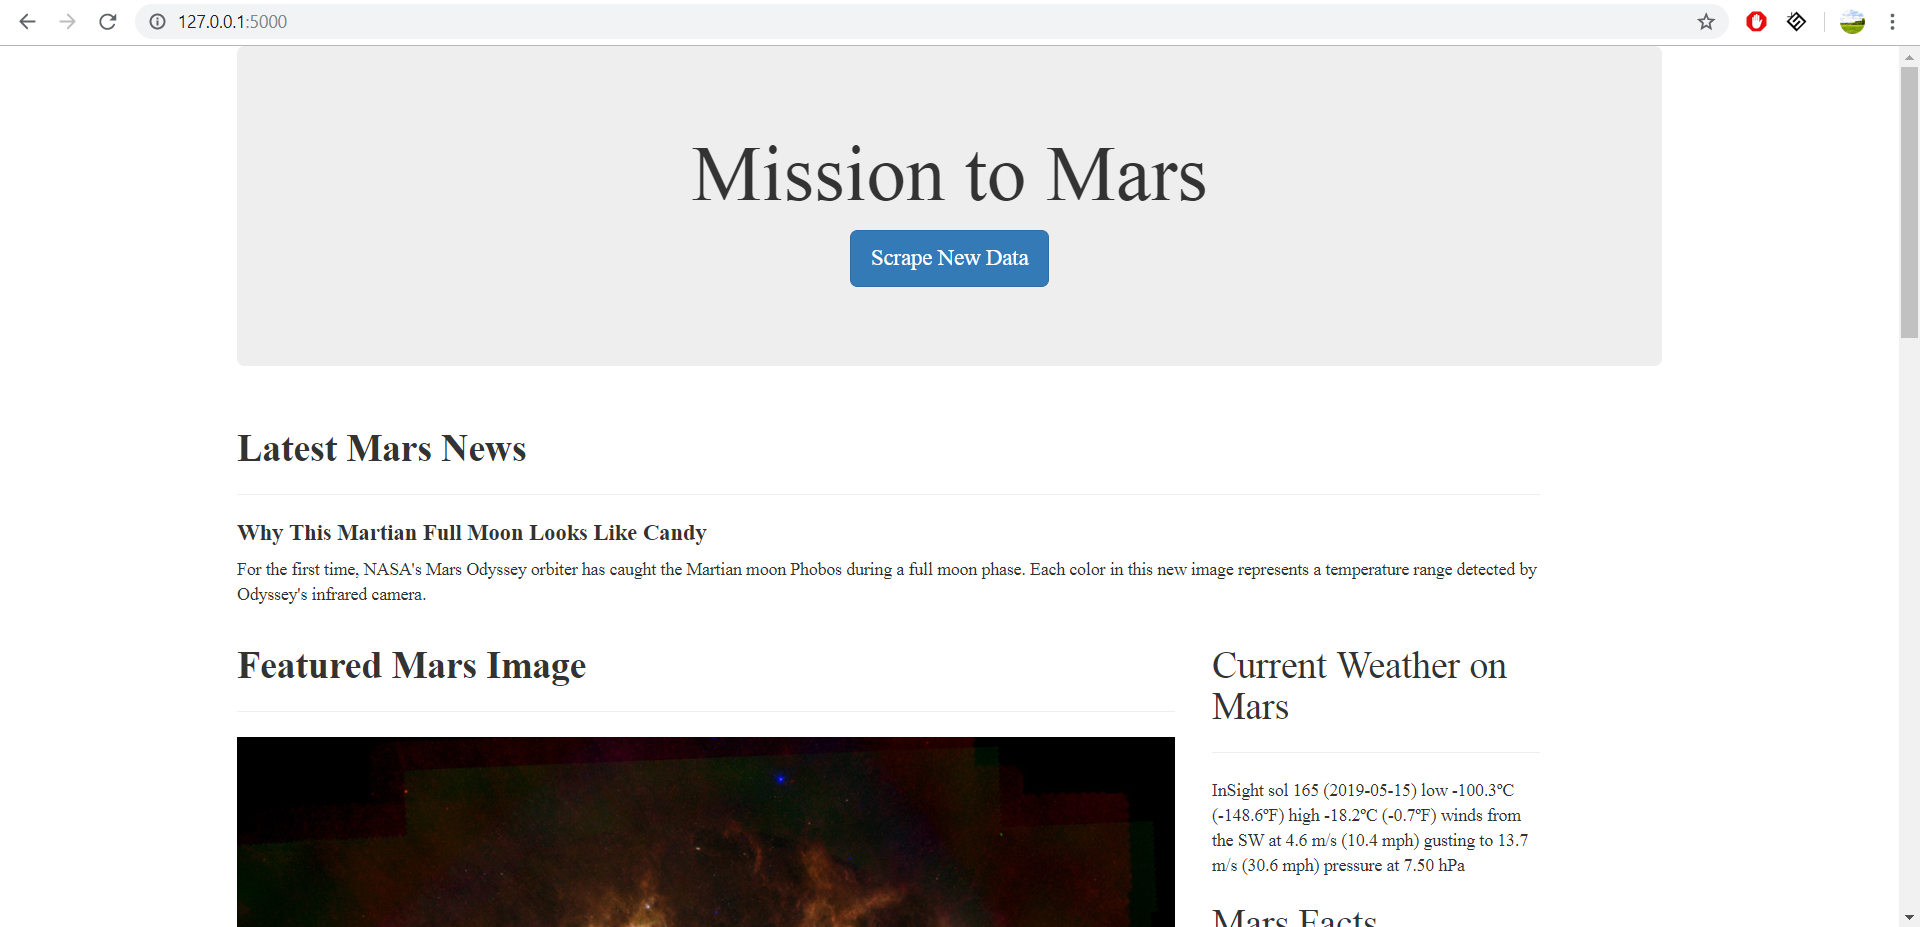 127.0.0.1:5000
Mission to Mars
Scrape New Data
Latest Mars News
Why This Martian Full Moon Looks Like Candy
For the first time, NASA's Mars Odyssey orbiter has caught the Martian moon Phobos during a full moon phase. Each color in this new image represents a temperature range detected by
Odyssey's infrared camera.
Featured Mars Image
Current Weather on
Mars
InSight sol 165 (2019-05-15) low -100.3ºC
(-148.6ºF) high -18.2ºC (-0.7ºF) winds from
the SW at 4.6 m/s (10.4 mph) gusting to 13.7
m/s (30.6 mph) pressure at 7.50 hPa
Mars Facts